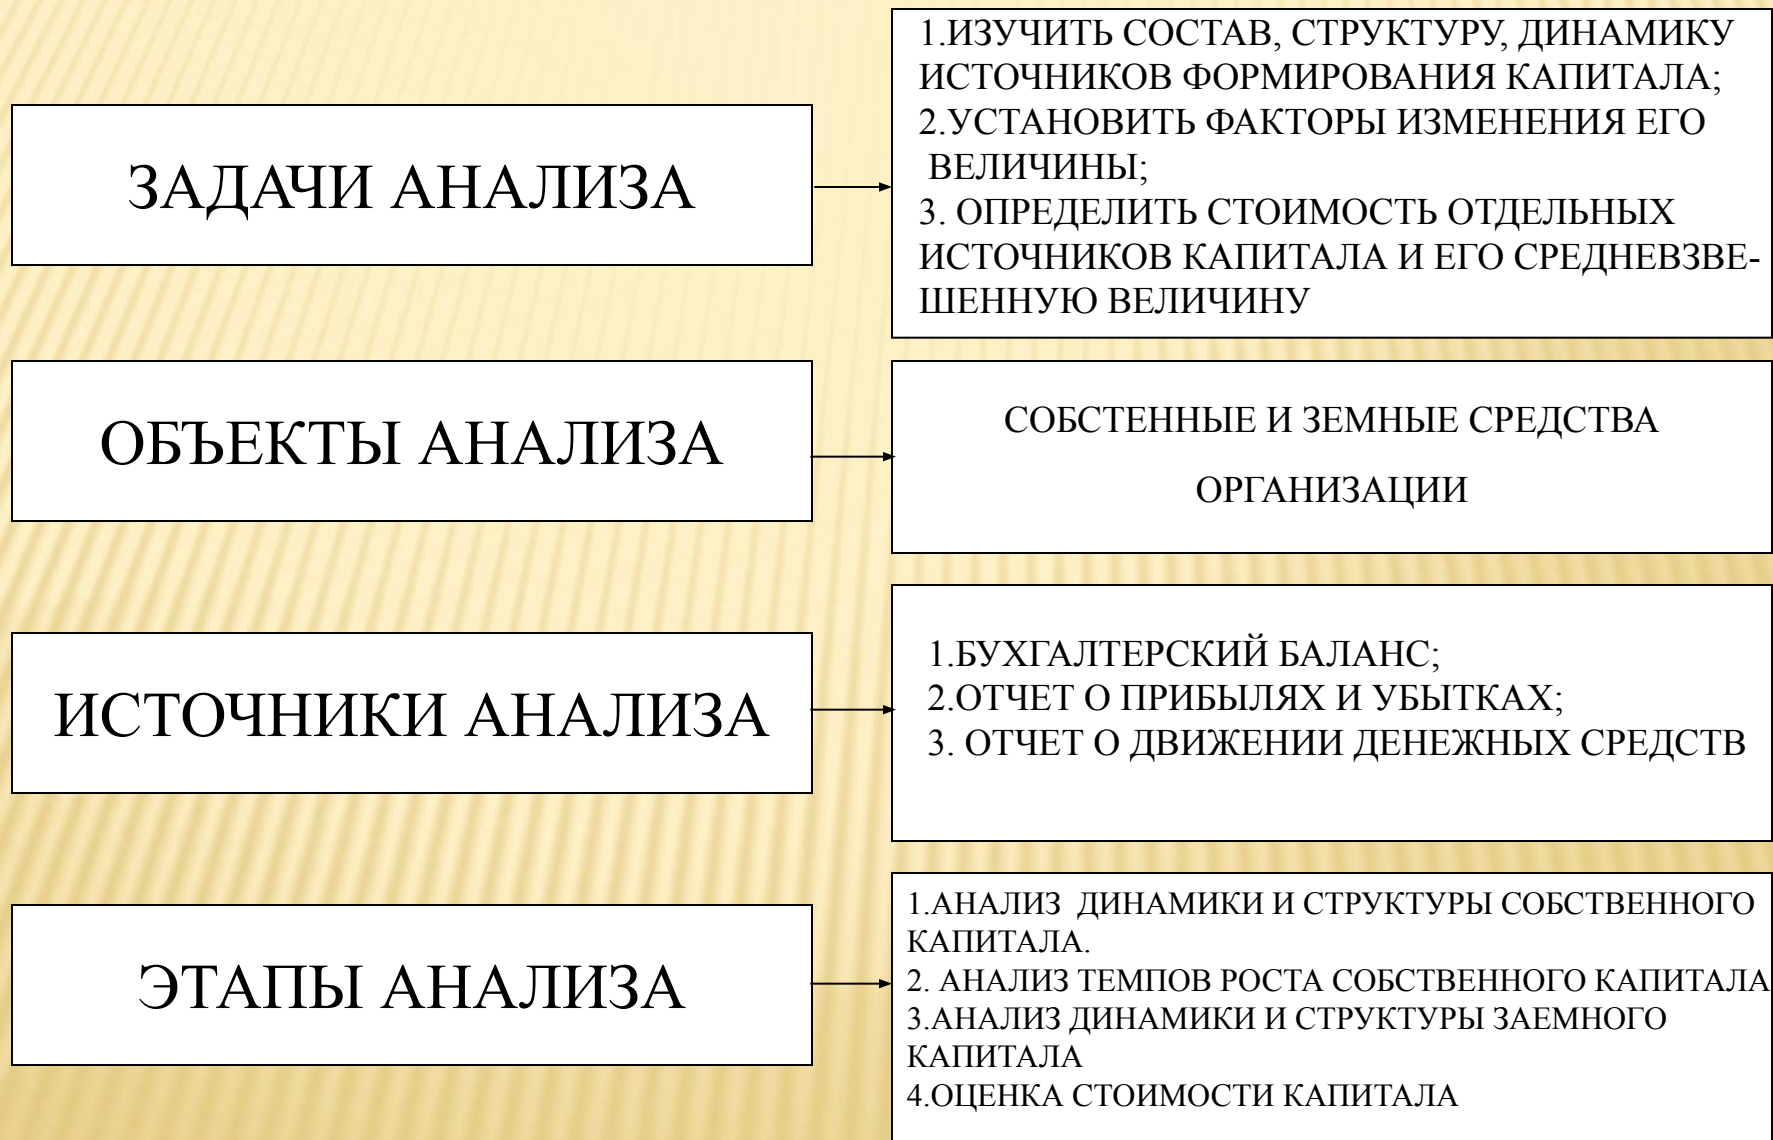 ЗАДАЧИ АНАЛИЗА
1.ИЗУЧИТЬ СОСТАВ, СТРУКТУРУ, ДИНАМИКУ
ИСТОЧНИКОВ ФОРМИРОВАНИЯ КАПИТАЛА;
2.УСТАНОВИТЬ ФАКТОРЫ ИЗМЕНЕНИЯ ЕГО
ВЕЛИЧИНЫ;
3. ОПРЕДЕЛИТЬ СТОИМОСТЬ ОТДЕЛЬНЫХ
ИСТОЧНИКОВ КАПИТАЛА И ЕГО СРЕДНЕВЗВЕ-
ШЕННУЮ ВЕЛИЧИНУ
ОБЪЕКТЫ АНАЛИЗА
СОБСТЕННЫЕ И ЗЕМНЫЕ СРЕДСТВА
ОРГАНИЗАЦИИ
ИСТОЧНИКИ АНАЛИЗА
1.БУХГАЛТЕРСКИЙ БАЛАНС;
2.ОТЧЕТ О ПРИБЫЛЯХ И УБЫТКАХ;
3. ОТЧЕТ О ДВИЖЕНИИ ДЕНЕЖНЫХ СРЕДСТВ
ЭТАПЫ АНАЛИЗА
1.АНАЛИЗ ДИНАМИКИ И СТРУКТУРЫ СОБСТВЕННОГО
КАПИТАЛА.
2. АНАЛИЗ ТЕМПОВ РОСТА СОБСТВЕННОГО КАПИТАЛА
3.АНАЛИЗ ДИНАМИКИ И СТРУКТУРЫ ЗАЕМНОГО
КАПИТАЛА
4.ОЦЕНКА СТОИМОСТИ КАПИТАЛА